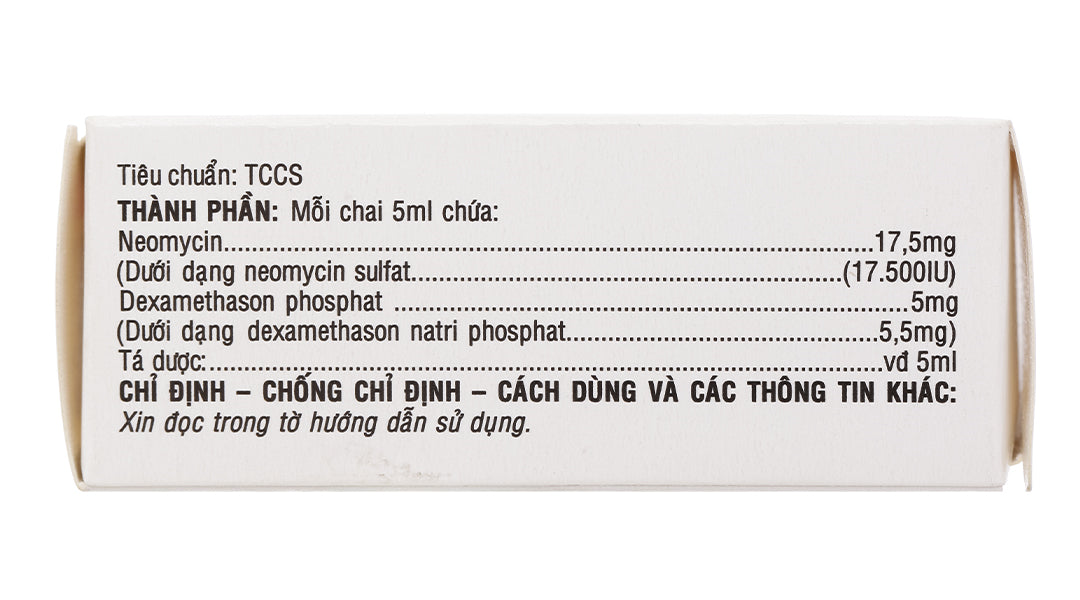 Tiêu chuẩn: TCCS
THÀNH PHẦN: Mỗi chai 5ml chứa:
Neomycin....................................................................................17,5mg
(Dưới dạng neomycin sulfat.......................................................(17.500IU)
Dexamethason phosphat ..................................................................5mg
(Dưới dạng dexamethason natri phosphat........................................5,5mg)
Tá dược:.......................................................................................vđ 5ml
CHỈ ĐỊNH – CHỐNG CHỈ ĐỊNH – CÁCH DÙNG VÀ CÁC THÔNG TIN KHÁC:
Xin đọc trong tờ hướng dẫn sử dụng.